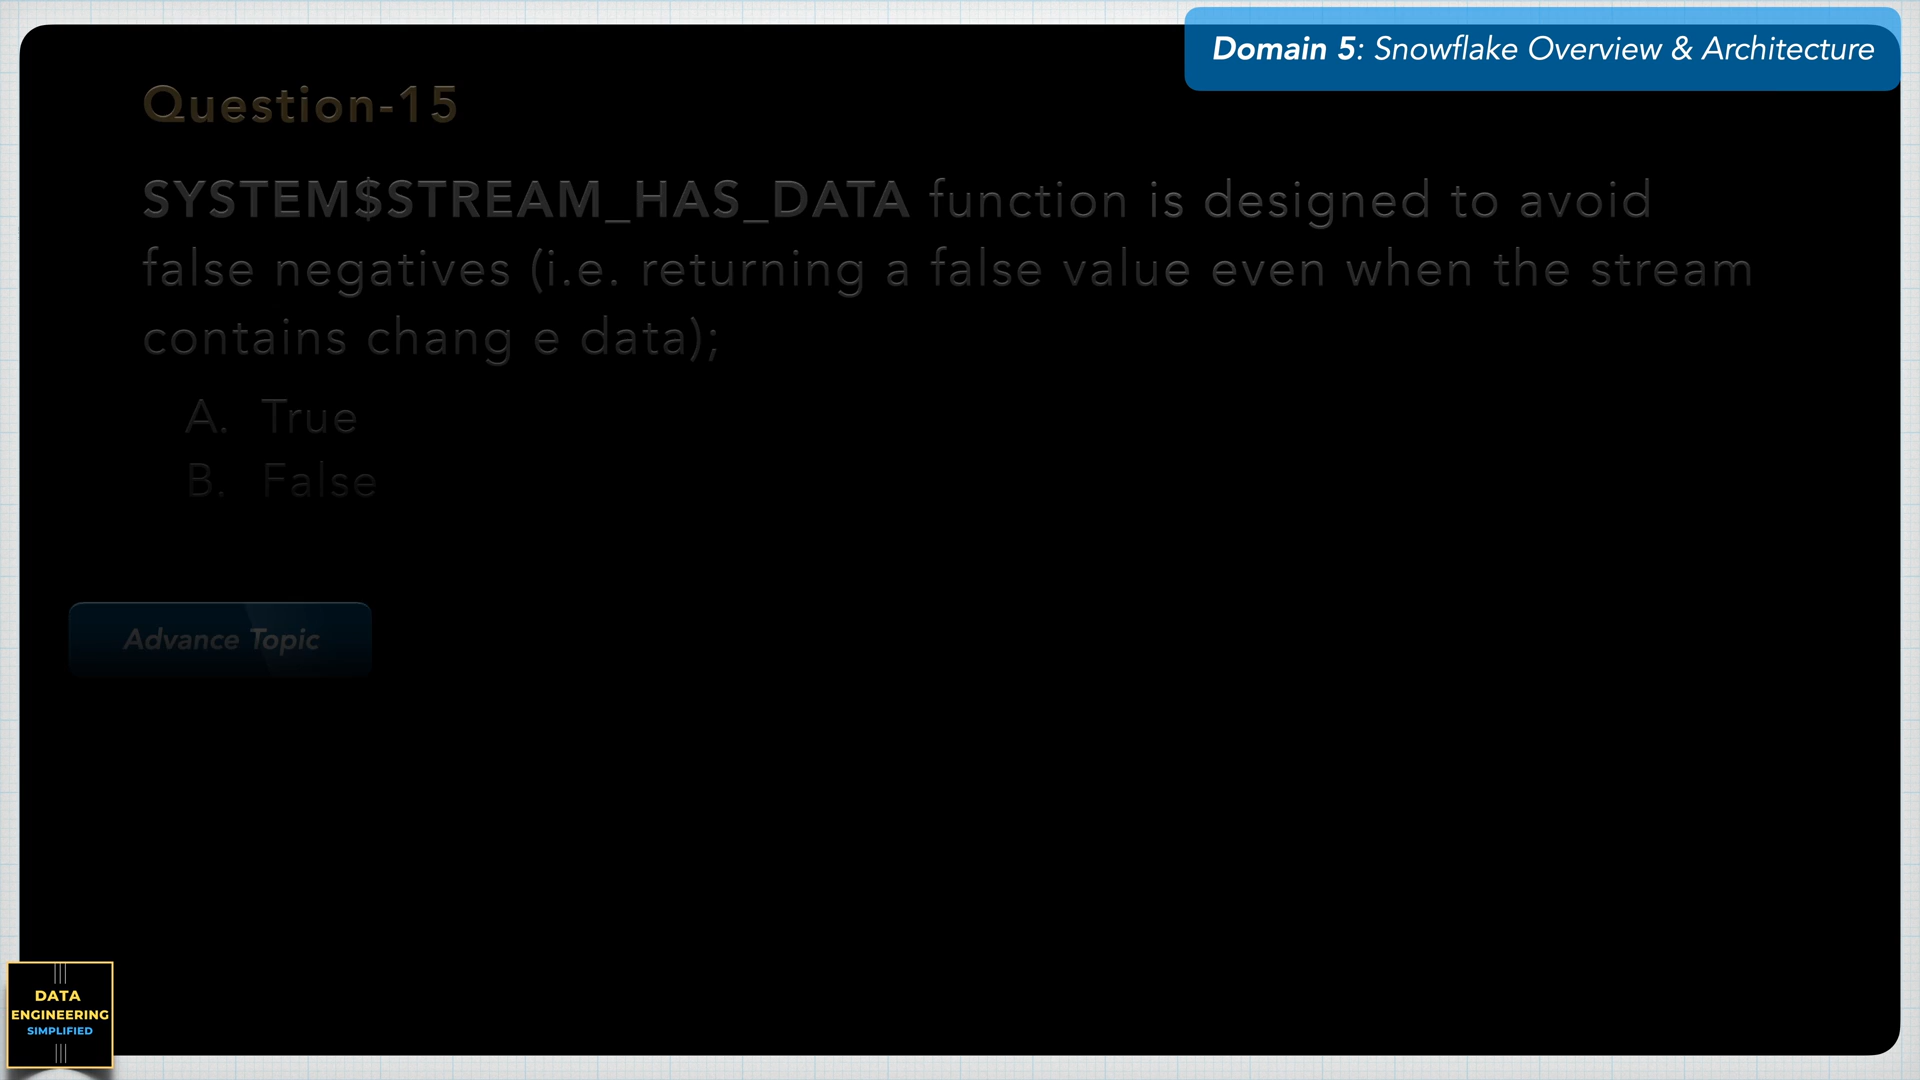 Domain 5: Snowflake Overview & Architecture
Question-15
SYSTEM$STREAM_HAS_DATA function is designed to avoid
false negatives (i.e. returning a false value even when the stream
contains chang e data);
A. True
B. False
Advance Topic
DATA
ENGINEERING
SIMPLIFIED